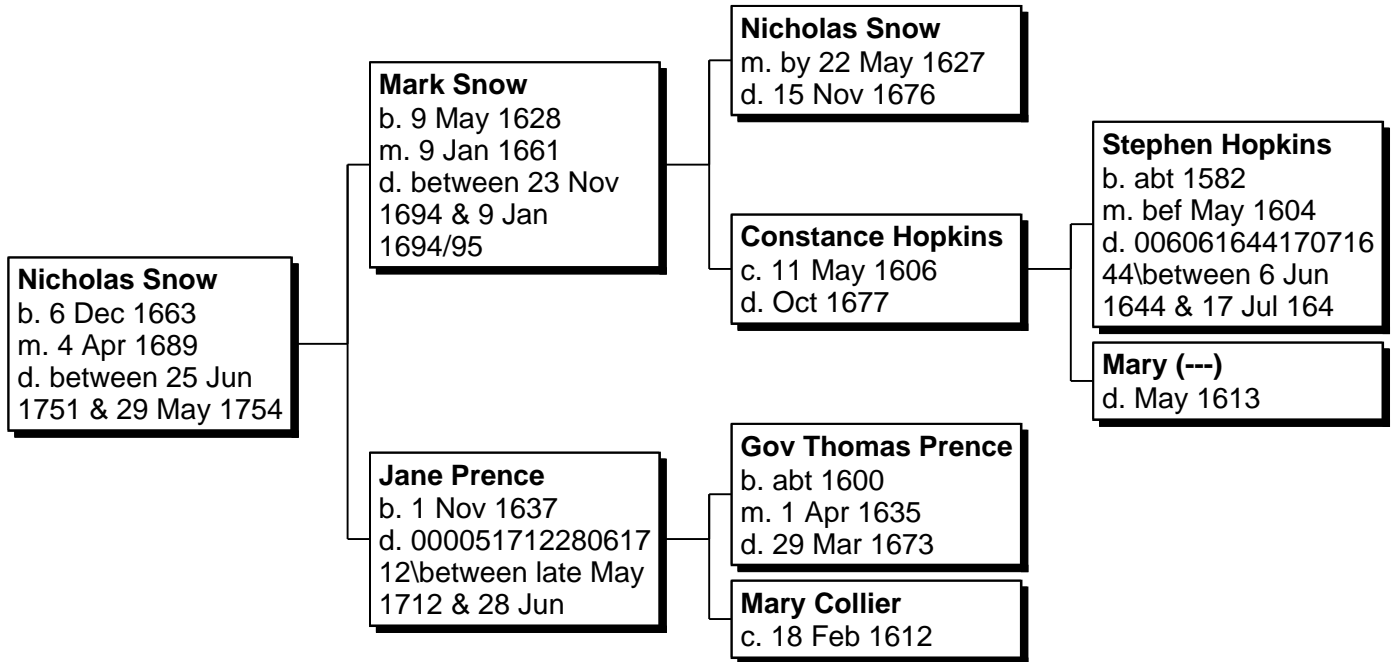 Nicholas Snow
b. 6 Dec 1663
m. 4 Apr 1689
d. between 25 Jun
1751 & 29 May 1754
Mark Snow
b. 9 May 1628
m. 9 Jan 1661
d. between 23 Nov
1694 & 9 Jan
1694/95
Jane Prence
b. 1 Nov 1637
d. 000051712280617
12\between late May
1712 & 28 Jun
Nicholas Snow
m. by 22 May 1627
d. 15 Nov 1676
Constance Hopkins
c. 11 May 1606
d. Oct 1677
Gov Thomas Prence
b. abt 1600
m. 1 Apr 1635
d. 29 Mar 1673
Mary Collier
c. 18 Feb 1612
Stephen Hopkins
b. abt 1582
m. bef May 1604
d. 006061644170716
44\between 6 Jun
1644 & 17 Jul 164
Mary (---)
d. May 1613